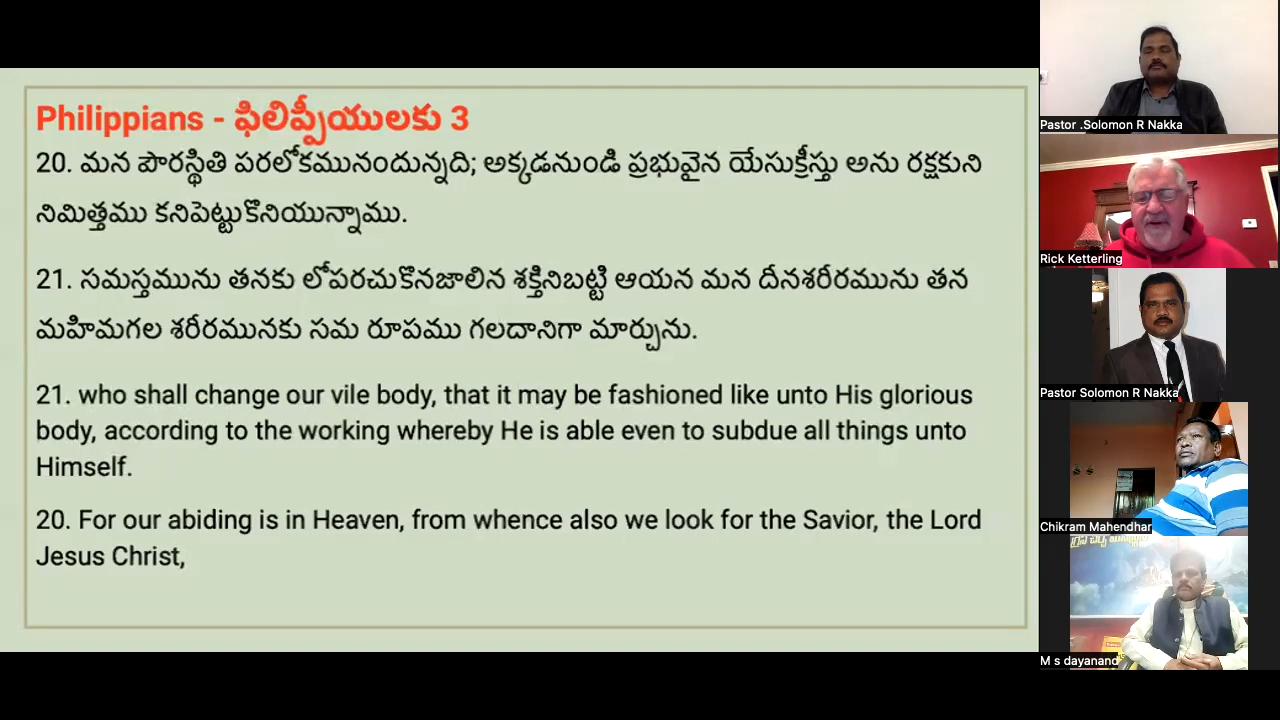 Philippians - ఫిలిప్పీయులకు 3
20. మన పౌరస్థితి పరలోకమునందున్నది; అక్కడనుండి ప్రభువైన యేసుక్రీస్తు అను రక్షకుని
నిమిత్తము కనిపెట్టుకొనియున్నాము.
21. సమస్తమును తనకు లోపరచుకొనజాలిన శక్తినిబట్టి ఆయన మన దీనశరీరమును తన
మహిమగల శరీరమునకు సమ రూపము గలదానిగా మార్చును.
21. who shall change our vile body, that it may be fashioned like unto His glorious
body, according to the working whereby He is able even to subdue all things unto
Himself.
20. For our abiding is in Heaven, from whence also we look for the Savior, the Lord
Jesus Christ,
Pastor .Solomon R Nakka
Rick Ketterling
Pastor Solomon R Nakka
Chikram Mahendhar
M s dayanand